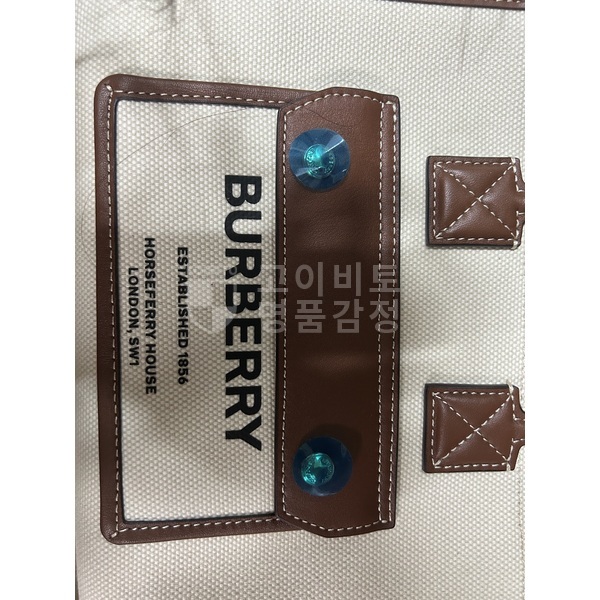 BURBERRY
ESTABLISHED 1856
HORSEFERRY HOUSE
LONDON, SW1
고이비토
명품감정